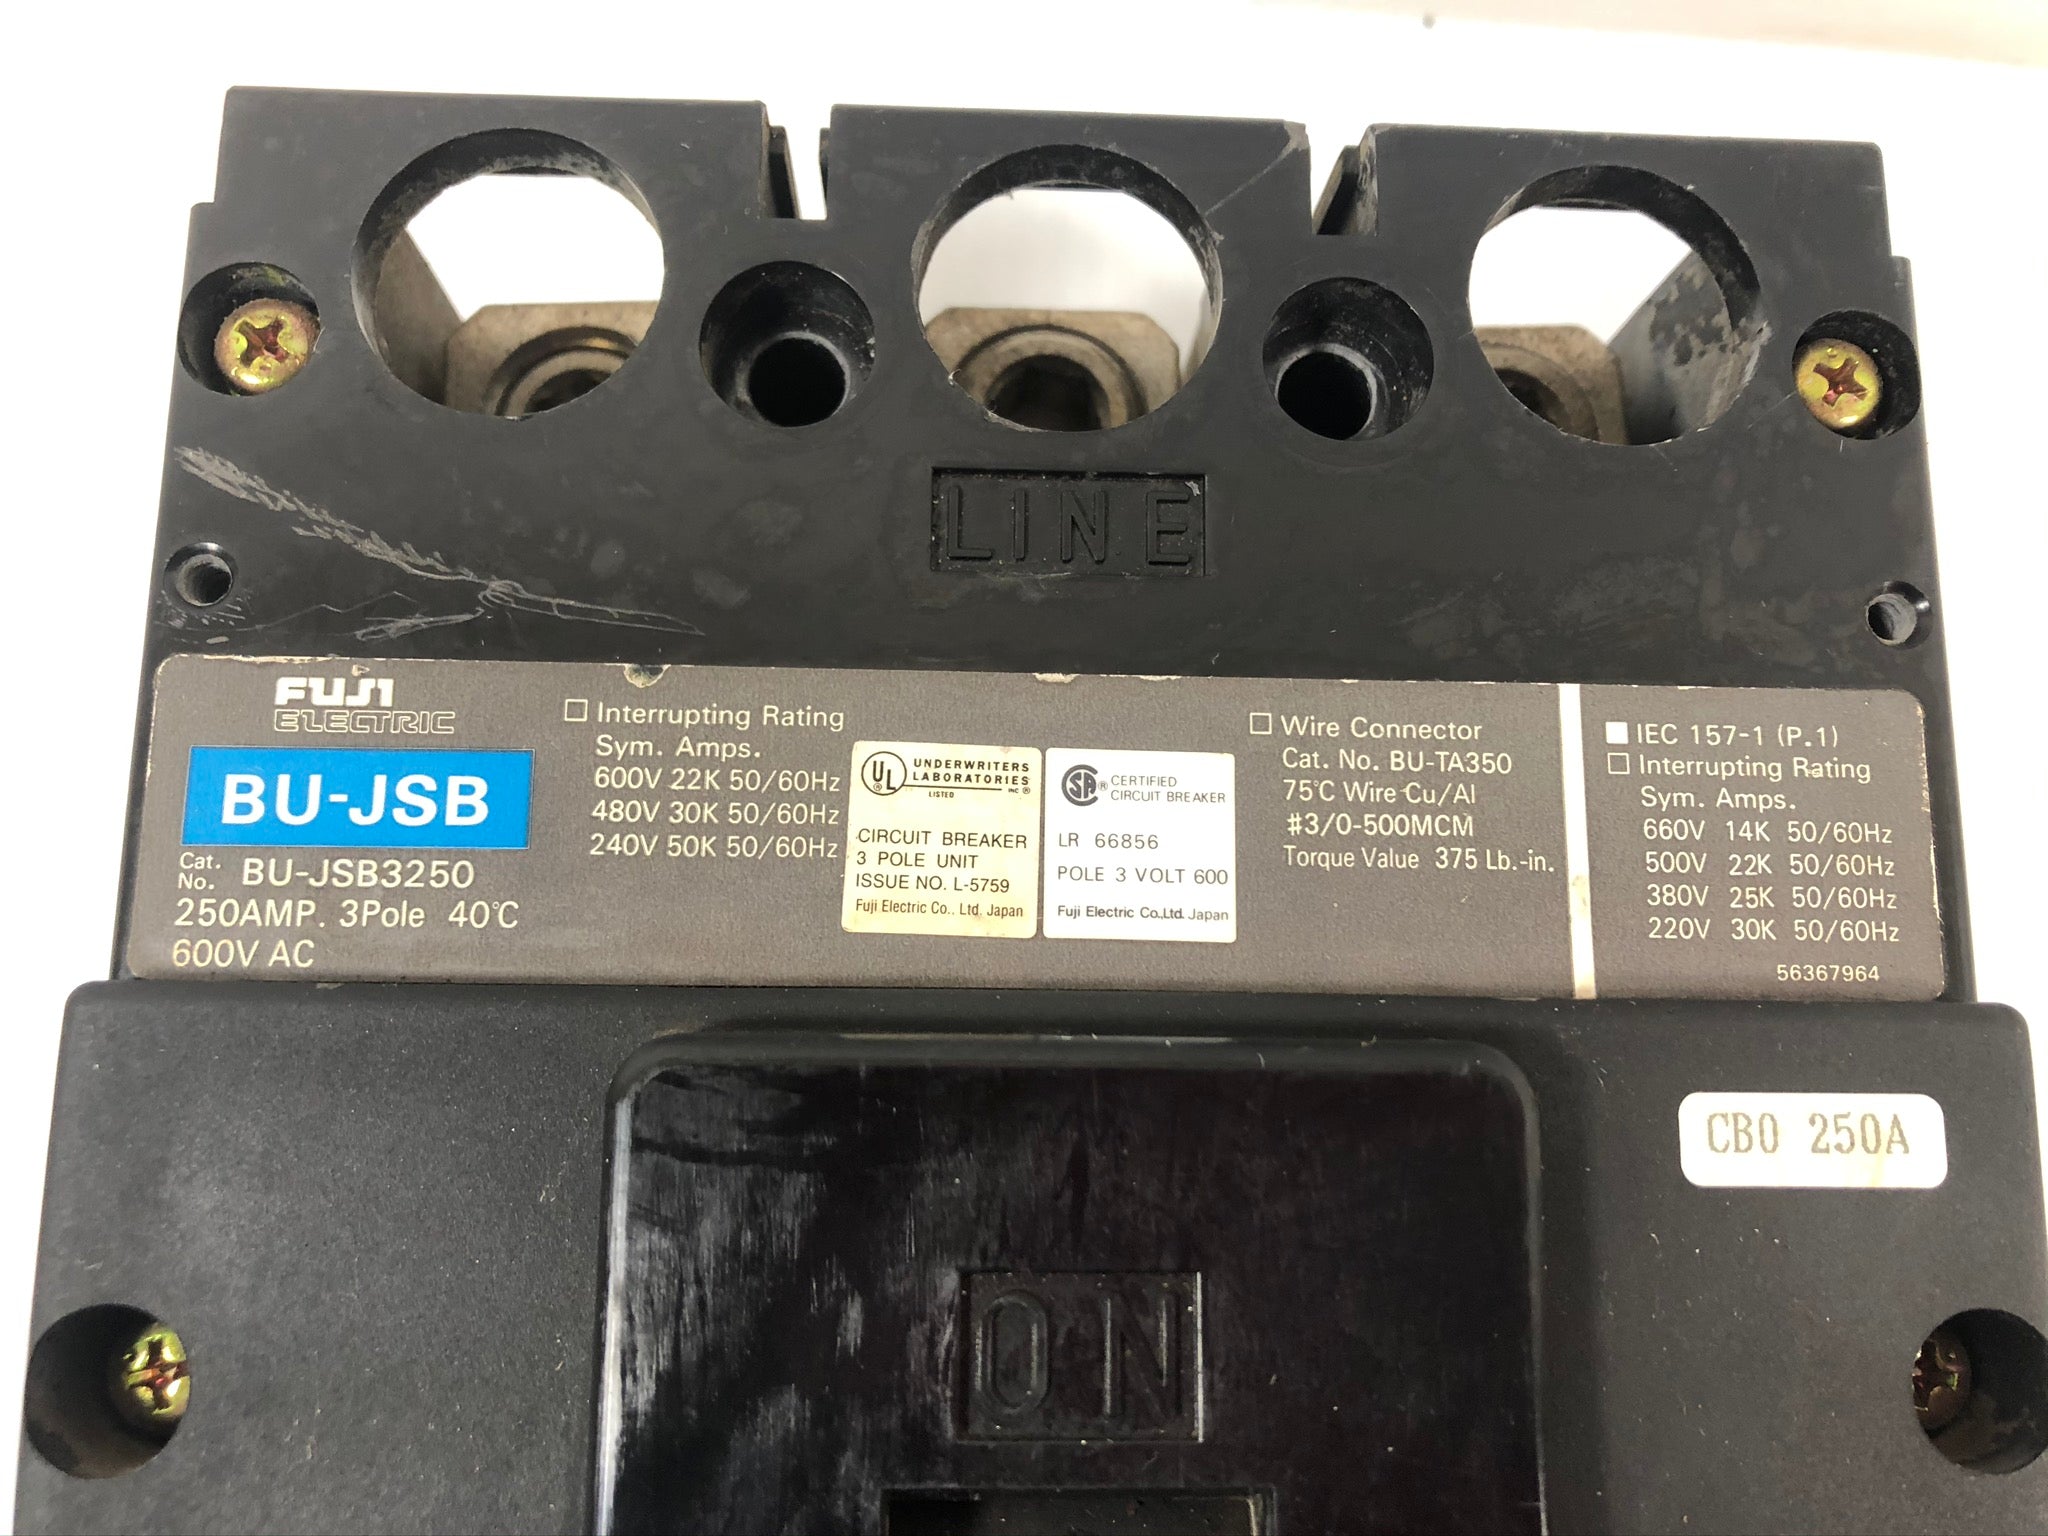 LINE
FUJI
ELECTRIC
BU-JSB
Cat.
No. BU-JSB3250
250AMP. 3Pole 40°C
600V AC
□ Interrupting Rating
Sym. Amps.
600V 22K 50/60Hz
480V 30K 50/60Hz
240V 50K 50/60Hz
UL ® UNDERWRITERS
LABORATORIES
INC ®
LISTED
CIRCUIT BREAKER
3 POLE UNIT
ISSUE NO. L-5759
Fuji Electric Co., Ltd. Japan
SA ® CERTIFIED
CIRCUIT BREAKER
LR 66856
POLE 3 VOLT 600
Fuji Electric Co.,Ltd. Japan
□ Wire Connector
Cat. No. BU-TA350
75°C Wire Cu/Al
#3/0-500MCM
Torque Value 375 Lb.-in.
■ IEC 157-1 (P.1)
□ Interrupting Rating
Sym. Amps.
660V 14K 50/60Hz
500V 22K 50/60Hz
380V 25K 50/60Hz
220V 30K 50/60Hz
56367964
CBO 250A
ON